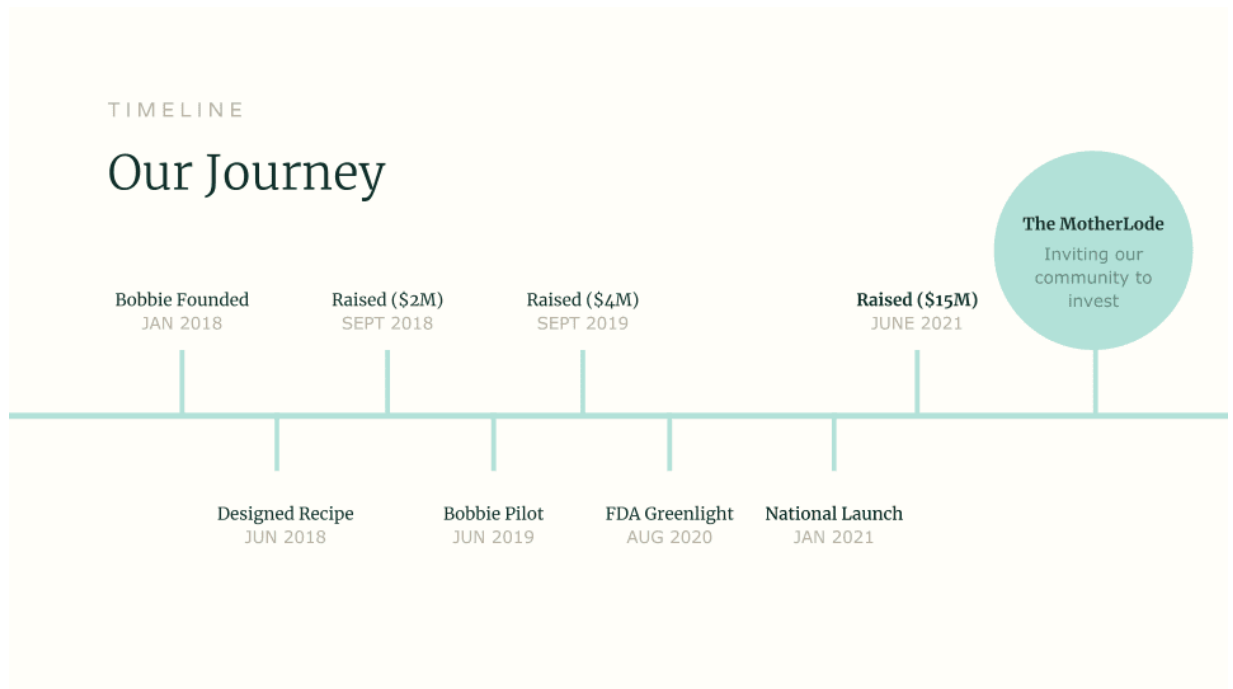 TIMELINE
Our Journey
The MotherLode
Inviting our
community to
invest
Bobbie Founded
JAN 2018
Raised ($2M)
SEPT 2018
Raised ($4M)
SEPT 2019
Raised ($15M)
JUNE 2021
Designed Recipe
JUN 2018
Bobbie Pilot
JUN 2019
FDA Greenlight
AUG 2020
National Launch
JAN 2021